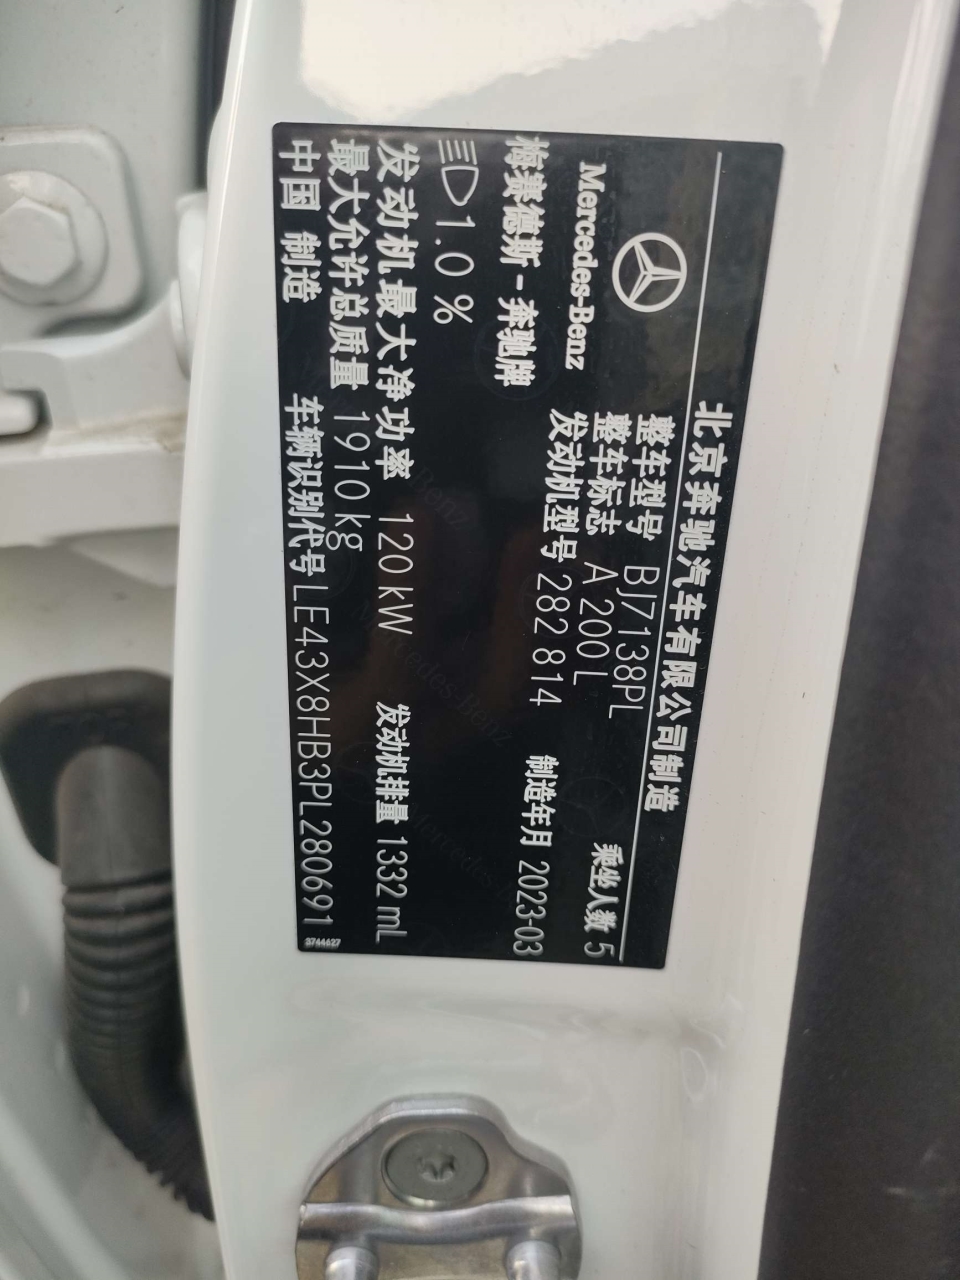 北京奔驰汽车有限公司制造
Mercedes-Benz
整车型号 BJ7138PL
整车标志 A 200 L
乘坐人数 5
梅赛德斯-奔驰牌
发动机型号 282 814
制造年月 2023-03
1.0 %
发动机最大净功率 120 kW
发动机排量 1332 mL
最大允许总质量 1910 kg
中国 制造
车辆识别代号 LE43X8HB3PL280691
3744627